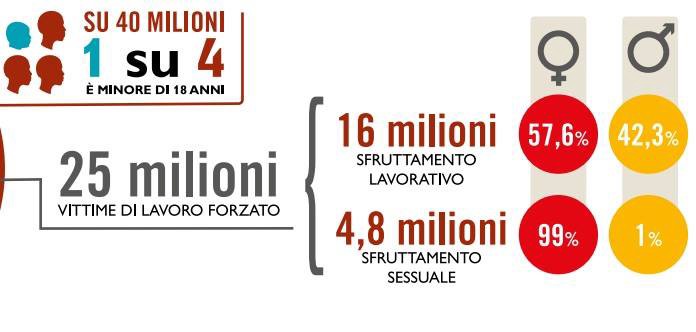 SU 40 MILIONI
1 su 4
È MINORE DI 18 ANNI
25 milioni
VITTIME DI LAVORO FORZATO
16 milioni
SFRUTTAMENTO
LAVORATIVO
57,6%
42,3%
4,8 milioni
SFRUTTAMENTO
SESSUALE
99%
1%